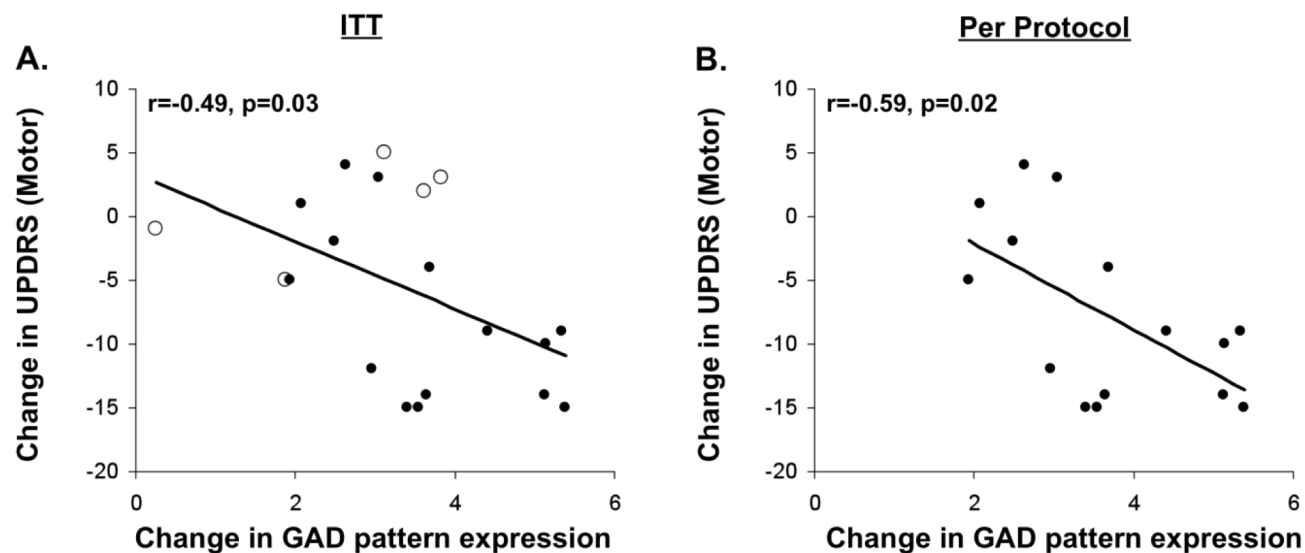 ITT
A.
r=-0.49, p=0.03
Change in UPDRS (Motor)
10
5
0
-5
-10
-15
-20
0 2 4 6
Change in GAD pattern expression
Per Protocol
B.
r=-0.59, p=0.02
Change in UPDRS (Motor)
10
5
0
-5
-10
-15
-20
0 2 4 6
Change in GAD pattern expression